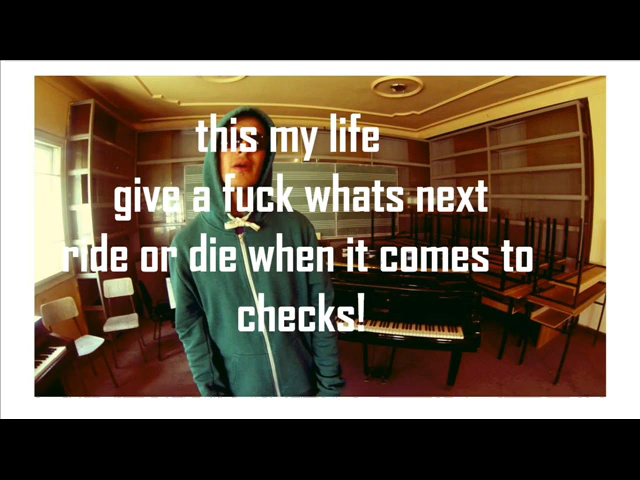 this my life
give a fuck whats next
ride or die when it comes to
checks!